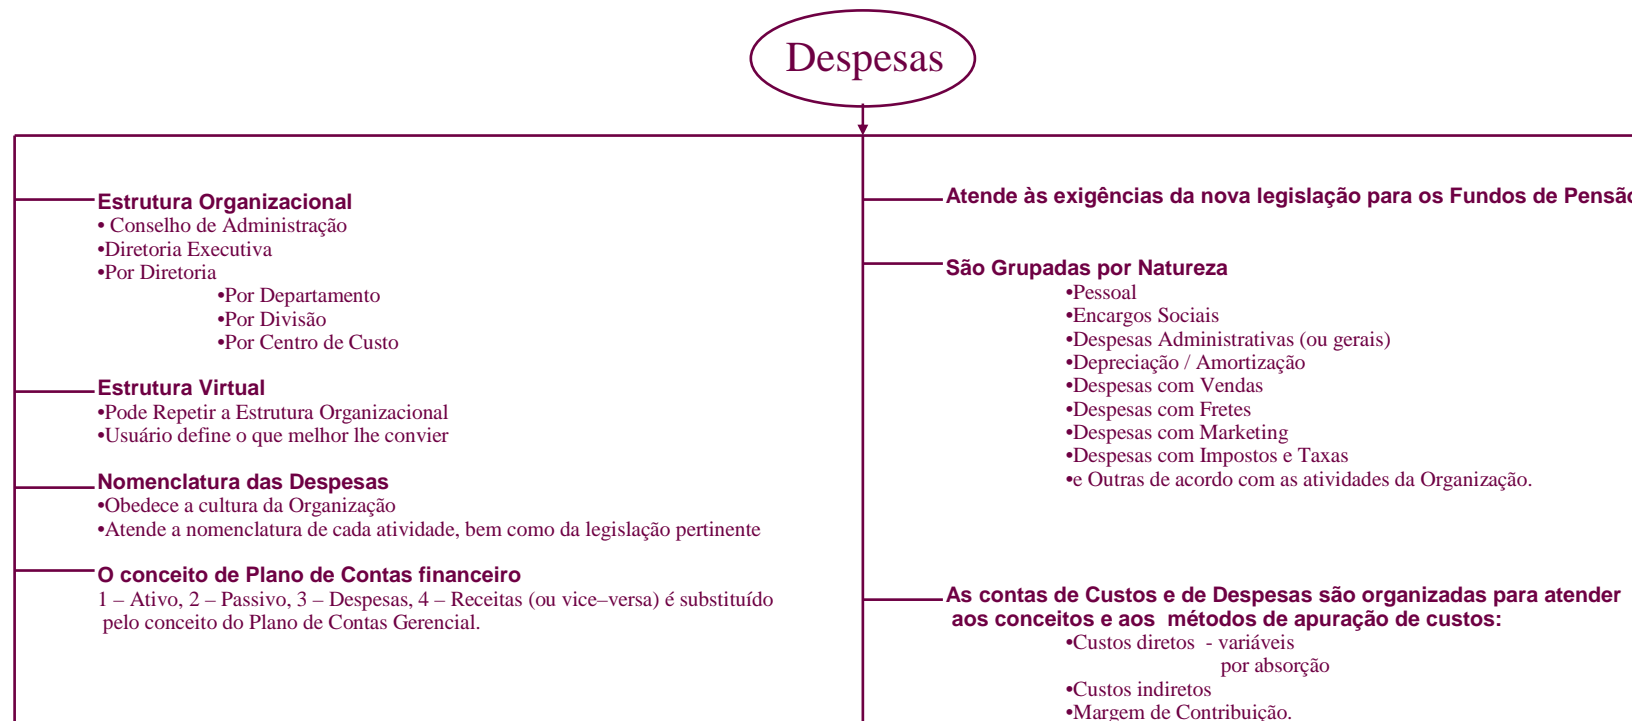 Despesas
Estrutura Organizacional
• Conselho de Administração
•Diretoria Executiva
•Por Diretoria
•Por Departamento
•Por Divisão
•Por Centro de Custo
Estrutura Virtual
•Pode Repetir a Estrutura Organizacional
•Usuário define o que melhor lhe convier
Nomenclatura das Despesas
•Obedece a cultura da Organização
•Atende a nomenclatura de cada atividade, bem como da legislação pertinente
O conceito de Plano de Contas financeiro
1 – Ativo, 2 – Passivo, 3 – Despesas, 4 – Receitas (ou vice–versa) é substituído
pelo conceito do Plano de Contas Gerencial.
Atende às exigências da nova legislação para os Fundos de Pensão
São Grupadas por Natureza
•Pessoal
•Encargos Sociais
•Despesas Administrativas (ou gerais)
•Depreciação / Amortização
•Despesas com Vendas
•Despesas com Fretes
•Despesas com Marketing
•Despesas com Impostos e Taxas
•e Outras de acordo com as atividades da Organização.
As contas de Custos e de Despesas são organizadas para atender
aos conceitos e aos métodos de apuração de custos:
•Custos diretos - variáveis
por absorção
•Custos indiretos
•Margem de Contribuição.